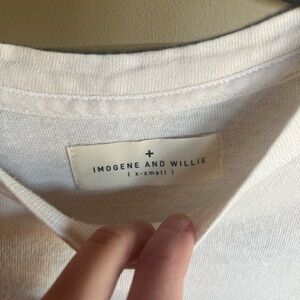 +
IMOGENE AND WILLIE
( x-small )